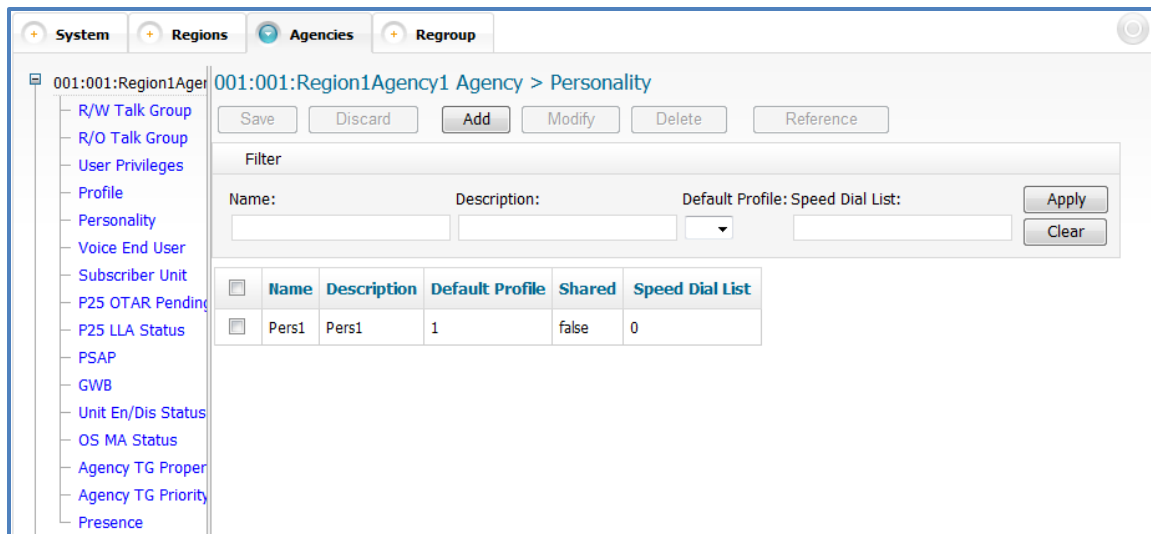 System Regions Agencies Regroup
001:001:Region1Ager
R/W Talk Group
R/O Talk Group
User Privileges
Profile
Personality
Voice End User
Subscriber Unit
P25 OTAR Pending
P25 LLA Status
PSAP
GWB
Unit En/Dis Status
OS MA Status
Agency TG Proper
Agency TG Priority
Presence
001:001:Region1Agency1 Agency > Personality
Save Discard Add Modify Delete Reference
Filter
Name: Description: Default Profile: Speed Dial List:
Apply
Clear
Name Description Default Profile Shared Speed Dial List
Pers1 Pers1 1 false 0